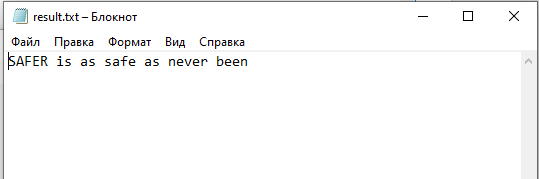 result.txt – Блокнот
Файл Правка Формат Вид Справка
SAFER is as safe as never been